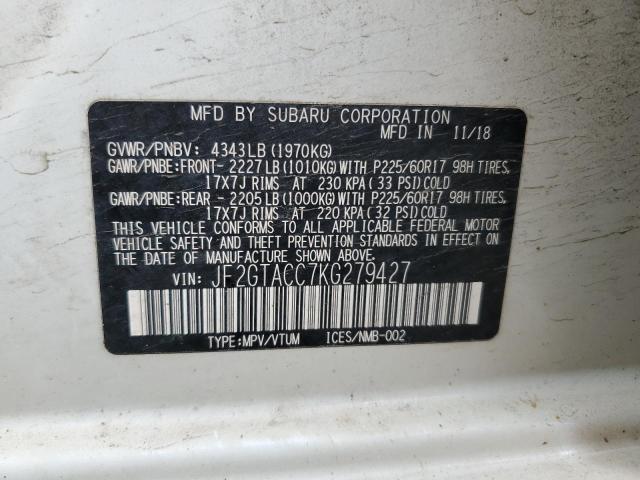 MFD BY SUBARU CORPORATION
MFD IN 11/18
GVWR/PNBV: 4343LB (1970KG)
GAWR/PNBE:FRONT- 2227LB (1010KG) WITH P225/60R17 98H TIRES,
17X7J RIMS AT 230 KPA (33 PSI) COLD
GAWR/PNBE:REAR - 2205LB (1000KG) WITH P225/60R17 98H TIRES,
17X7J RIMS AT 220 KPA (32 PSI) COLD
THIS VEHICLE CONFORMS TO ALL APPLICABLE FEDERAL MOTOR
VEHICLE SAFETY AND THEFT PREVENTION STANDARDS IN EFFECT ON
THE DATE OF MANUFACTURE SHOWN ABOVE.
VIN: JF2GTACC7KG279427
TYPE:MPV/VTUM ICES/NMB-002